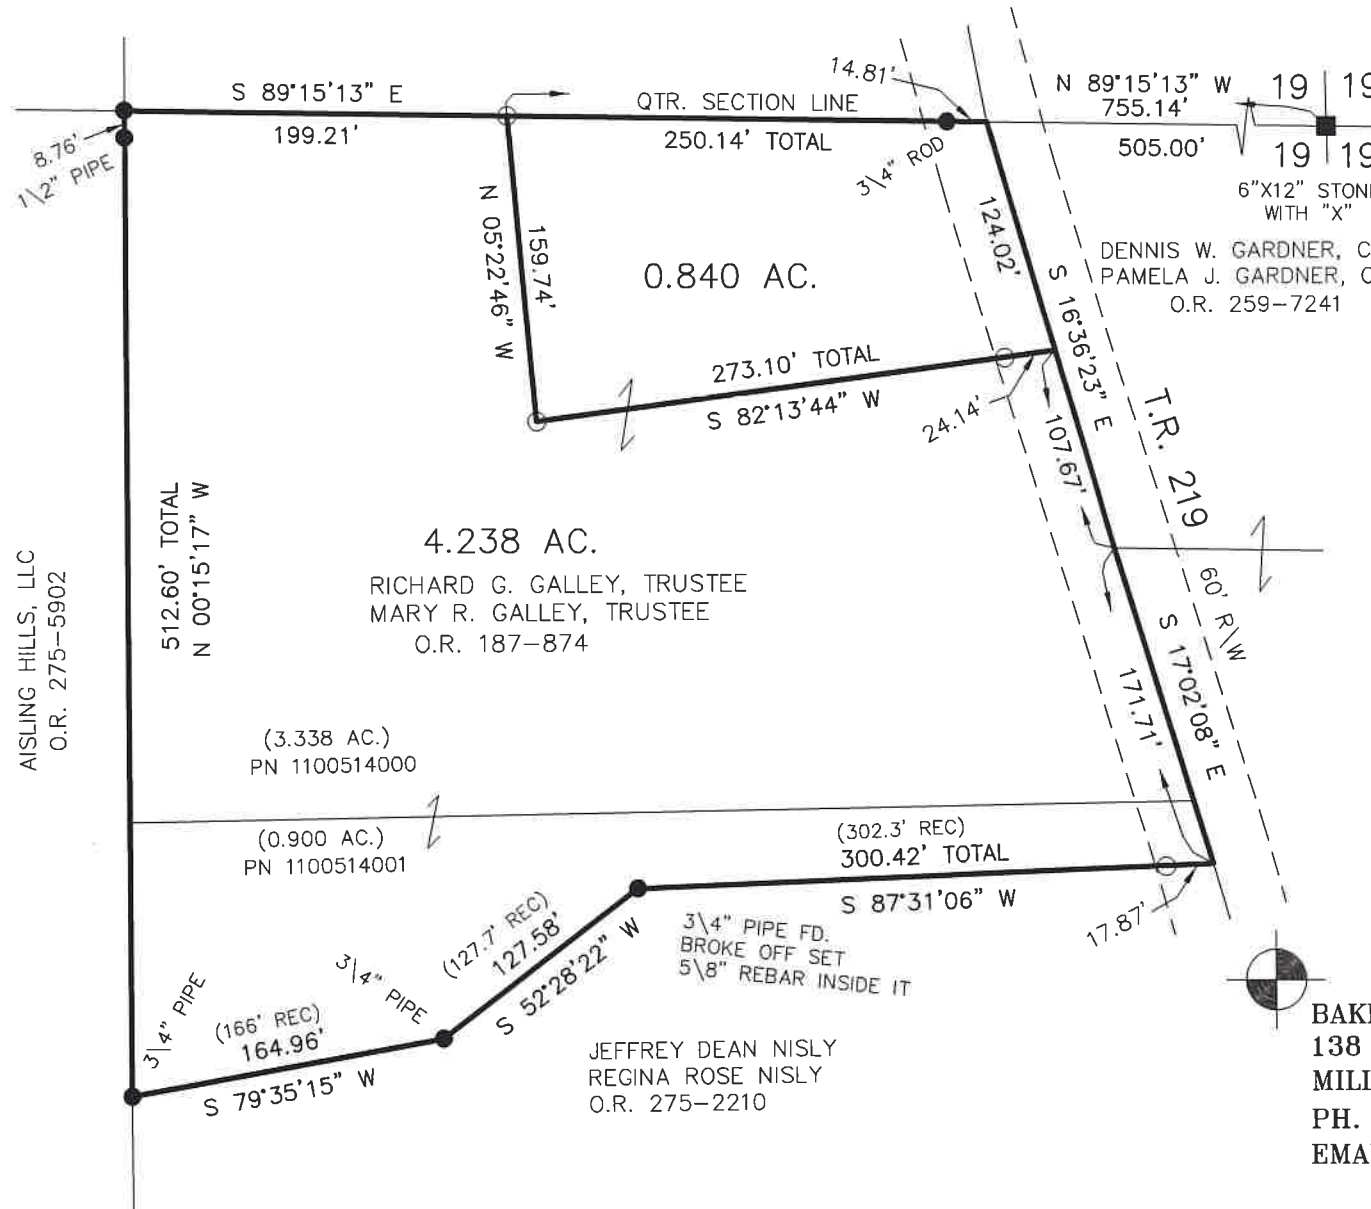 S 89°15'13" E
199.21'
8.76'
1\2" PIPE
QTR. SECTION LINE
250.14' TOTAL
14.81'
3\4" ROD
N 89°15'13" W
755.14'
505.00'
19 19
19 19
6"X12" STONE
WITH "X"
DENNIS W. GARDNER,
PAMELA J. GARDNER,
O.R. 259-7241
N 05°22'46" W
159.74'
0.840 AC.
124.02'
S 16°36'23" E
273.10' TOTAL
S 82°13'44" W
24.14'
107.67'
T.R. 219
60' R\W
512.60' TOTAL
N 00°15'17" W
AISLING HILLS, LLC
O.R. 275-5902
4.238 AC.
RICHARD G. GALLEY, TRUSTEE
MARY R. GALLEY, TRUSTEE
O.R. 187-874
S 17°02'08" E
171.71'
(3.338 AC.)
PN 1100514000
(0.900 AC.)
PN 1100514001
(302.3' REC)
300.42' TOTAL
S 87°31'06" W
17.87'
3\4" PIPE FD.
BROKE OFF SET
5\8" REBAR INSIDE IT
(127.7' REC)
127.58'
S 52°28'22" W
3/4" PIPE
3/4" PIPE
(166' REC)
164.96'
S 79°35'15" W
JEFFREY DEAN NISLY
REGINA ROSE NISLY
O.R. 275-2210
138
PH.